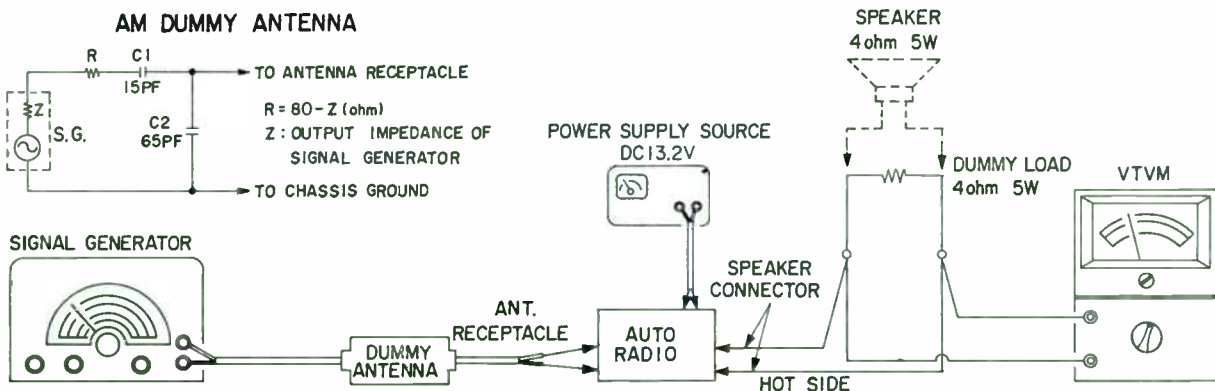 AM DUMMY ANTENNA
R
C1
15PF
TO ANTENNA RECEPTACLE
Z
S.G.
C2
65PF
R = 80 - Z (ohm)
Z : OUTPUT IMPEDANCE OF
SIGNAL GENERATOR
TO CHASSIS GROUND
SPEAKER
4ohm 5W
POWER SUPPLY SOURCE
DC13.2V
DUMMY LOAD
4ohm 5W
VTVM
SIGNAL GENERATOR
SPEAKER
CONNECTOR
ANT.
RECEPTACLE
AUTO
RADIO
DUMMY
ANTENNA
HOT SIDE